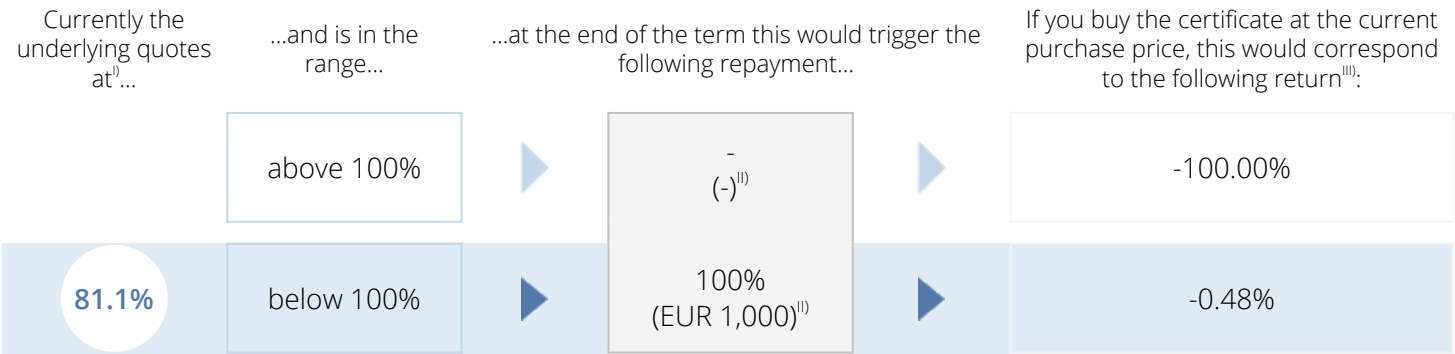 Currently the
underlying quotes
at^I)...
...and is in the
range...
...at the end of the term this would trigger the
following repayment...
If you buy the certificate at the current
purchase price, this would correspond
to the following return^III):
above 100%
-
(-)^II)
-100.00%
81.1%
below 100%
100%
(EUR 1,000)^II)
-0.48%